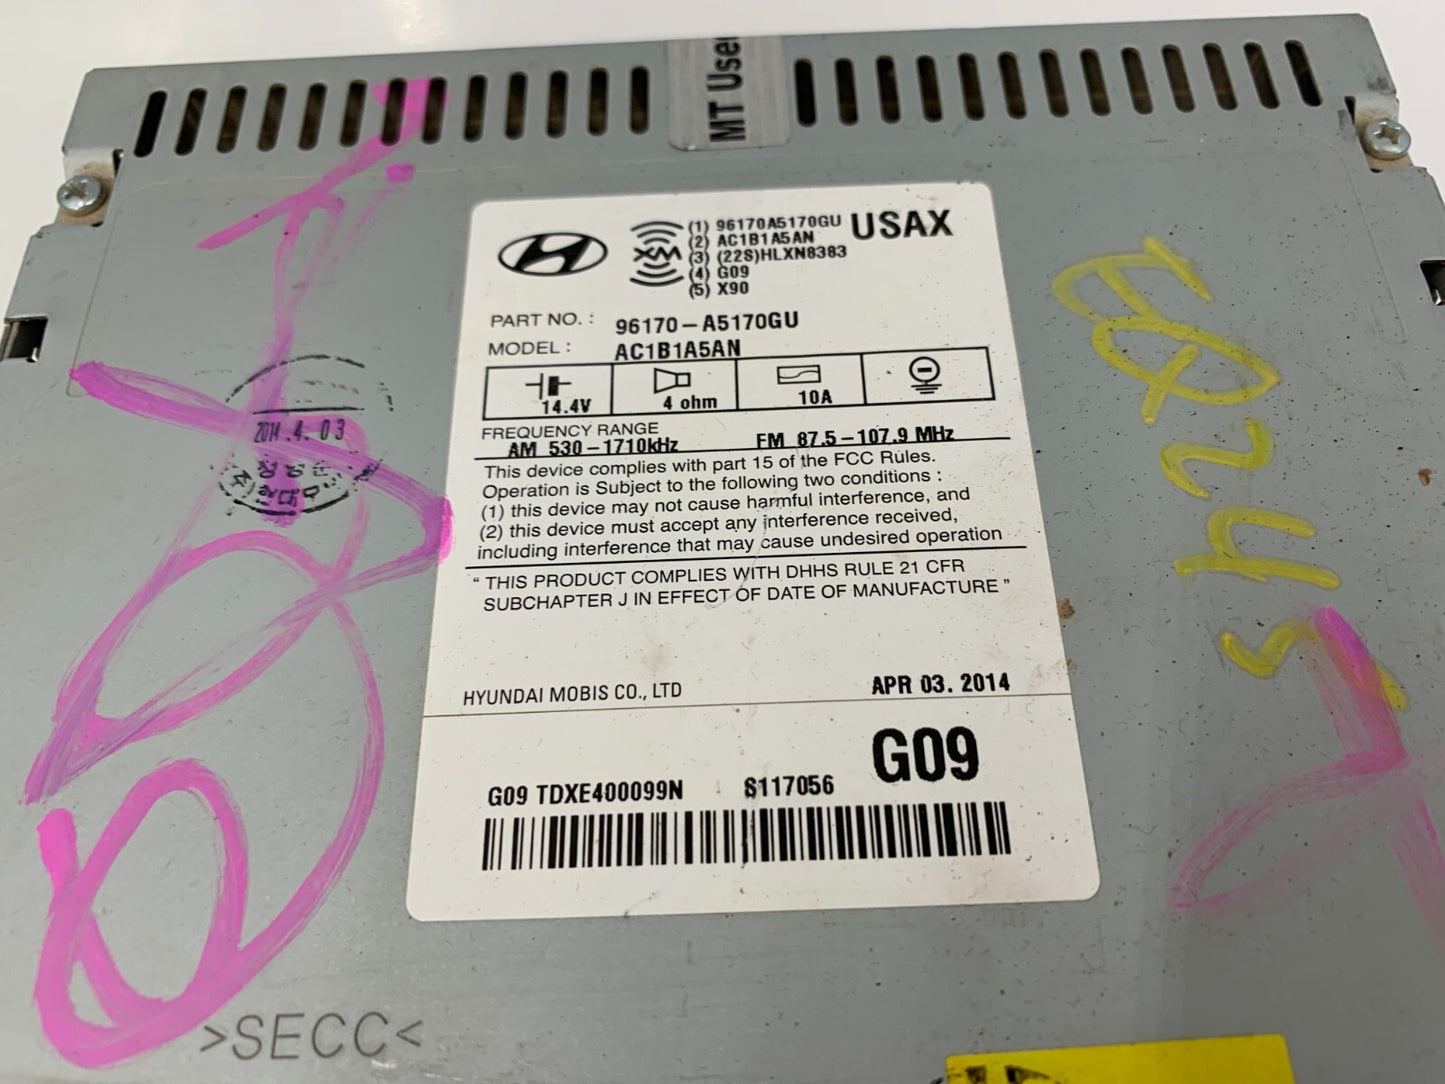 MT Used
XM
(1) 96170A5170GU
(2) AC1B1A5AN
(3) (22S)HLXN8383
(4) G09
(5) X90
USAX
PART NO. : 96170-A5170GU
MODEL : AC1B1A5AN
14.4V 4 ohm 10A
FREQUENCY RANGE
AM 530-1710kHz FM 87.5-107.9 MHz
This device complies with part 15 of the FCC Rules.
Operation is Subject to the following two conditions :
(1) this device may not cause harmful interference, and
(2) this device must accept any interference received,
including interference that may cause undesired operation
“ THIS PRODUCT COMPLIES WITH DHHS RULE 21 CFR
SUBCHAPTER J IN EFFECT OF DATE OF MANUFACTURE ”
HYUNDAI MOBIS CO., LTD APR 03. 2014
G09
G09 TDXE400099N S117056
2014.4.03
>SECC<